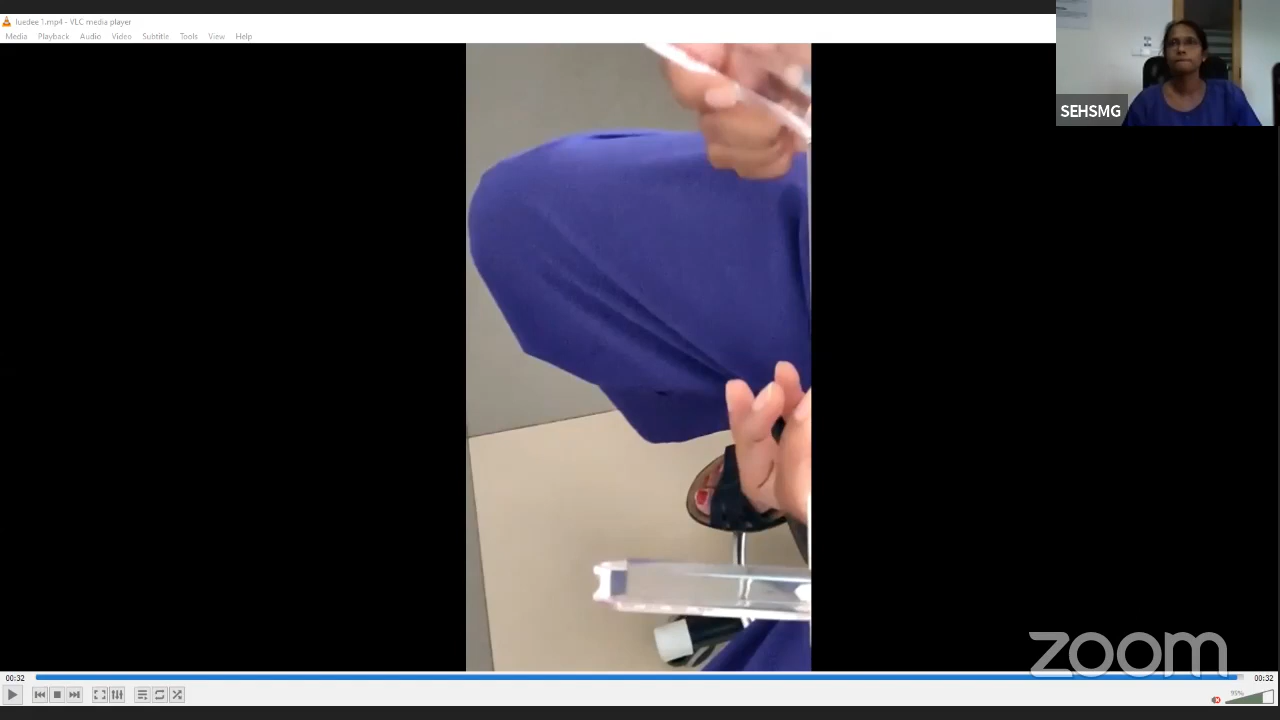 luedee 1.mp4 - VLC media player
Media Playback Audio Video Subtitle Tools View Help
SEHSMG
zoom
00:32
00:32
95%